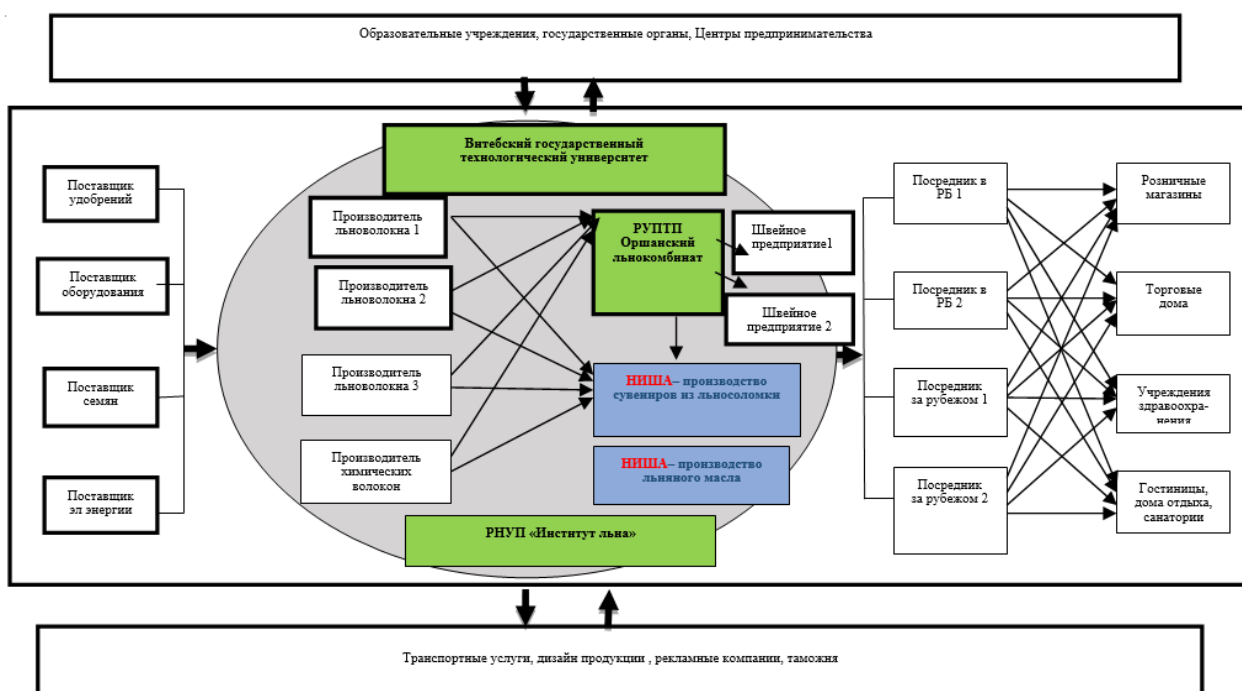 Образовательные учреждения, государственные органы, Центры предпринимательства
Витебский государственный
технологический университет
Поставщик
удобрений
Поставщик
оборудования
Поставщик
семян
Поставщик
эл энергии
Производитель
льноволокна 1
Производитель
льноволокна 2
Производитель
льноволокна 3
Производитель
химических
волокон
РУПТП
Оршанский
льнокомбинат
Швейное
предприятие1
Швейное
предприятие 2
НИША– производство
сувениров из льносоломки
НИША– производство
льняного масла
РНУП «Институт льна»
Посредник в
РБ 1
Посредник в
РБ 2
Посредник
за рубежом 1
Посредник
за рубежом 2
Розничные
магазины
Торговые
дома
Учреждения
здравоохра-
нения
Гостиницы,
дома отдыха,
санатории
Транспортные услуги, дизайн продукции , рекламные компании, таможня